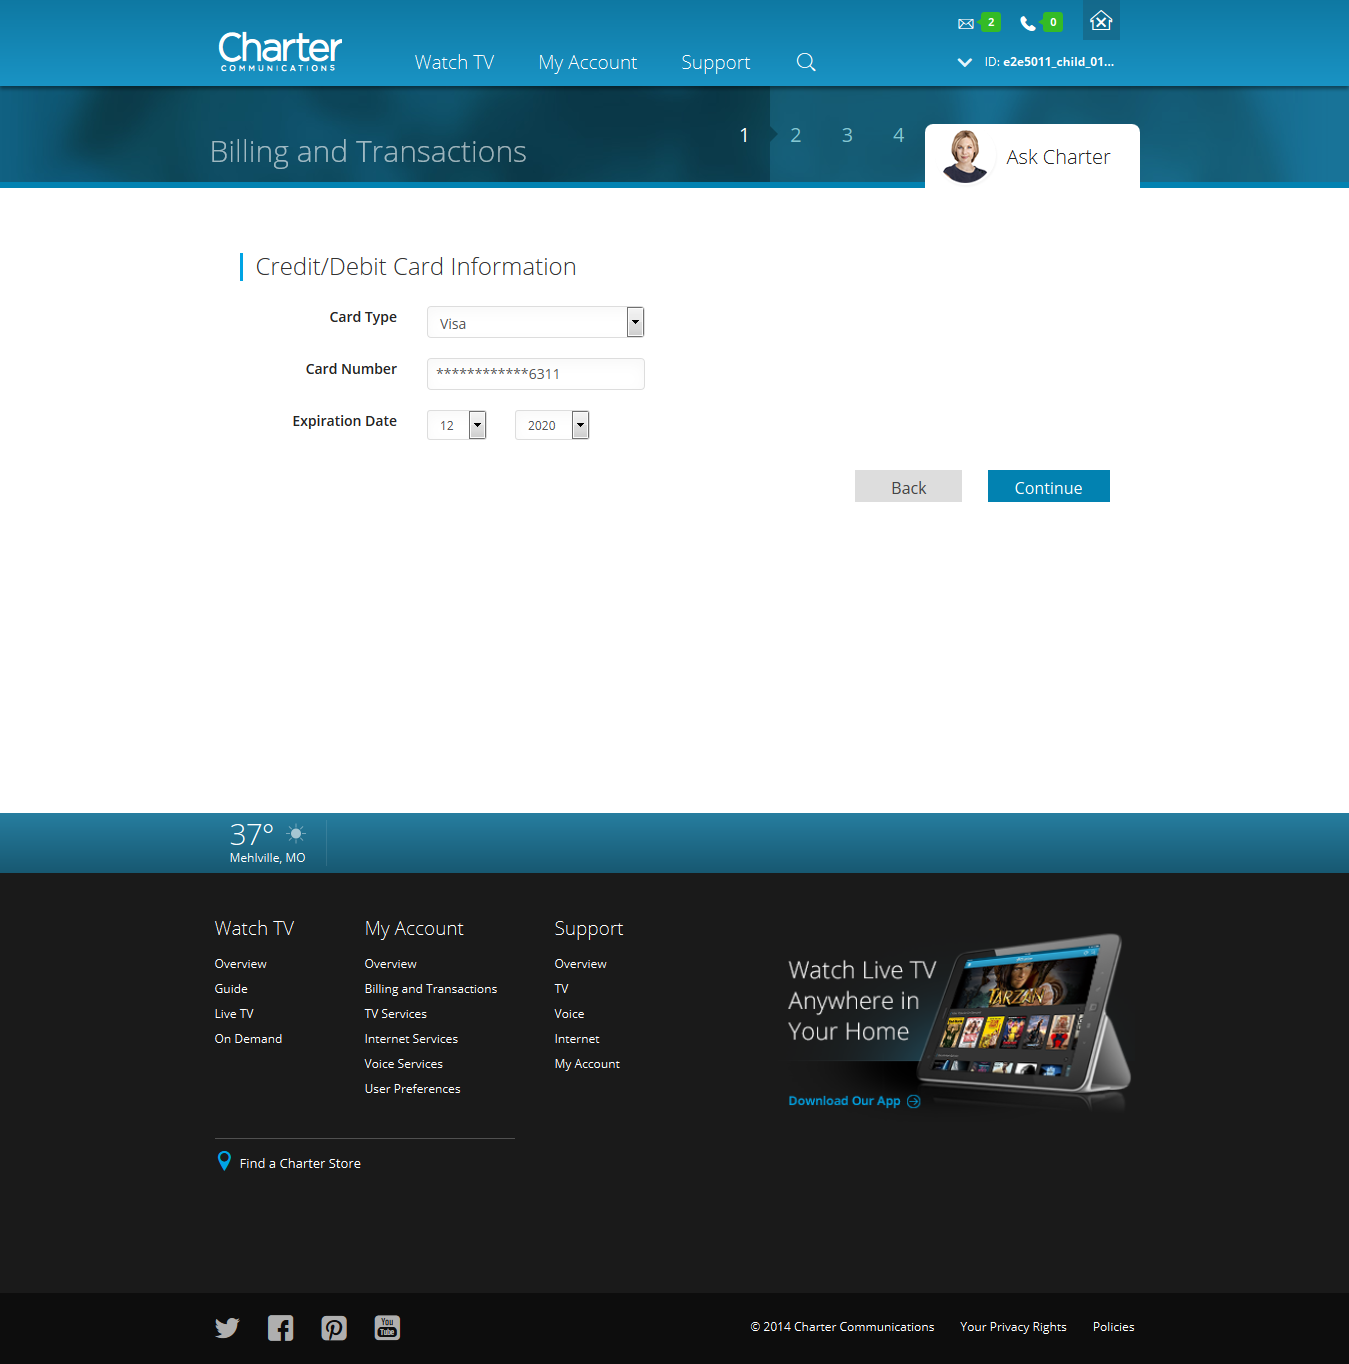 2
0
Charter
COMMUNICATIONS
Watch TV
My Account
Support
ID: e2e5011_child_01...
Billing and Transactions
1 2 3 4
Ask Charter
Credit/Debit Card Information
Card Type
Visa
Card Number
************6311
Expiration Date
12
2020
Back
Continue
37°
Mehlville, MO
Watch TV
Overview
Guide
Live TV
On Demand
My Account
Overview
Billing and Transactions
TV Services
Internet Services
Voice Services
User Preferences
Support
Overview
TV
Voice
Internet
My Account
Watch Live TV
Anywhere in
Your Home
TARZAN
Download Our App
Find a Charter Store
You
Tube
© 2014 Charter Communications
Your Privacy Rights
Policies